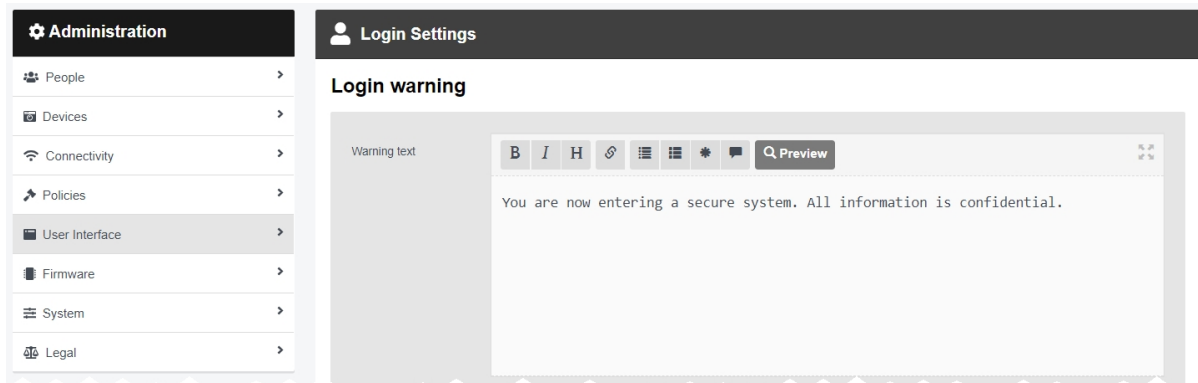 Administration
People
Devices
Connectivity
Policies
User Interface
Firmware
System
Legal
Login Settings
Login warning
Warning text
B I H Preview
You are now entering a secure system. All information is confidential.